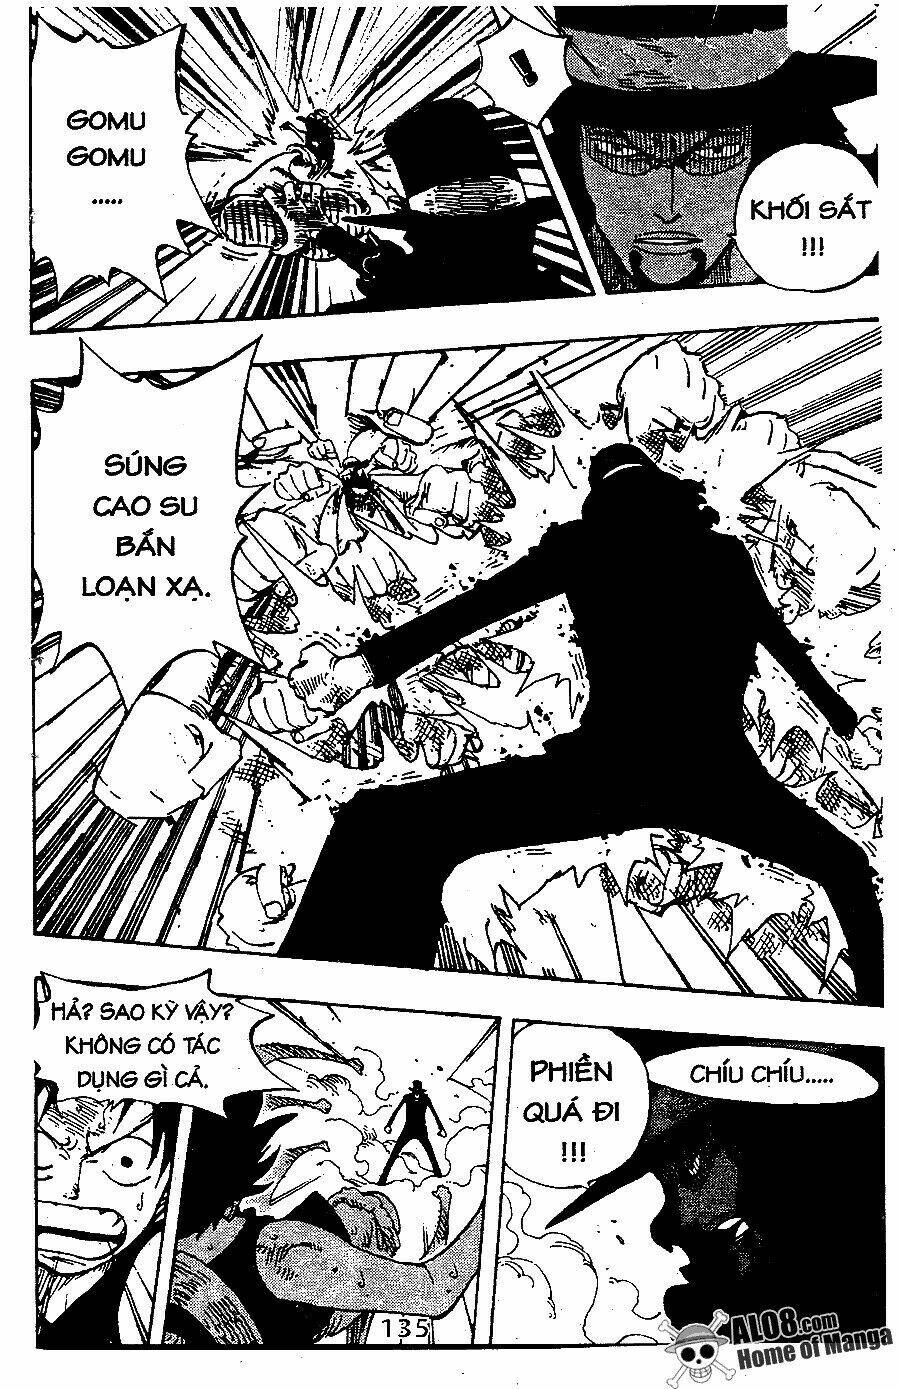 GOMU
GOMU
.....
!
KHỐI SẮT
!!!
SÚNG
CAO SU
BẮN
LOẠN XẠ.
HẢ? SAO KỲ VẬY?
KHÔNG CÓ TÁC
DỤNG GÌ CẢ.
PHIỀN
QUÁ ĐI
!!!
CHÍU CHÍU.....
135
ALO8.com
Home of Manga